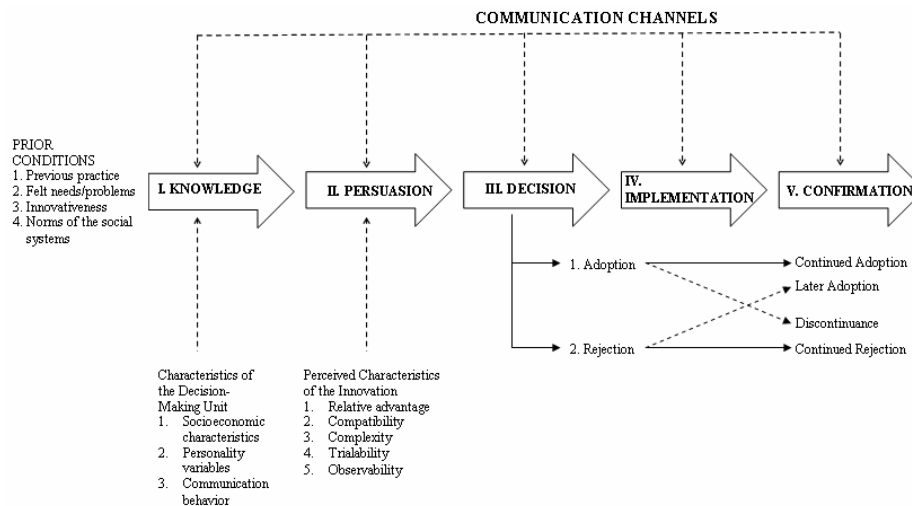 COMMUNICATION CHANNELS
PRIOR
CONDITIONS
1. Previous practice
2. Felt needs/problems
3. Innovativeness
4. Norms of the social
systems
I. KNOWLEDGE
II. PERSUASION
III. DECISION
IV.
IMPLEMENTATION
V. CONFIRMATION
1. Adoption
2. Rejection
Continued Adoption
Later Adoption
Discontinuance
Continued Rejection
Characteristics of
the Decision-
Making Unit
1. Socioeconomic
characteristics
2. Personality
variables
3. Communication
behavior
Perceived Characteristics
of the Innovation
1. Relative advantage
2. Compatibility
3. Complexity
4. Trialability
5. Observability